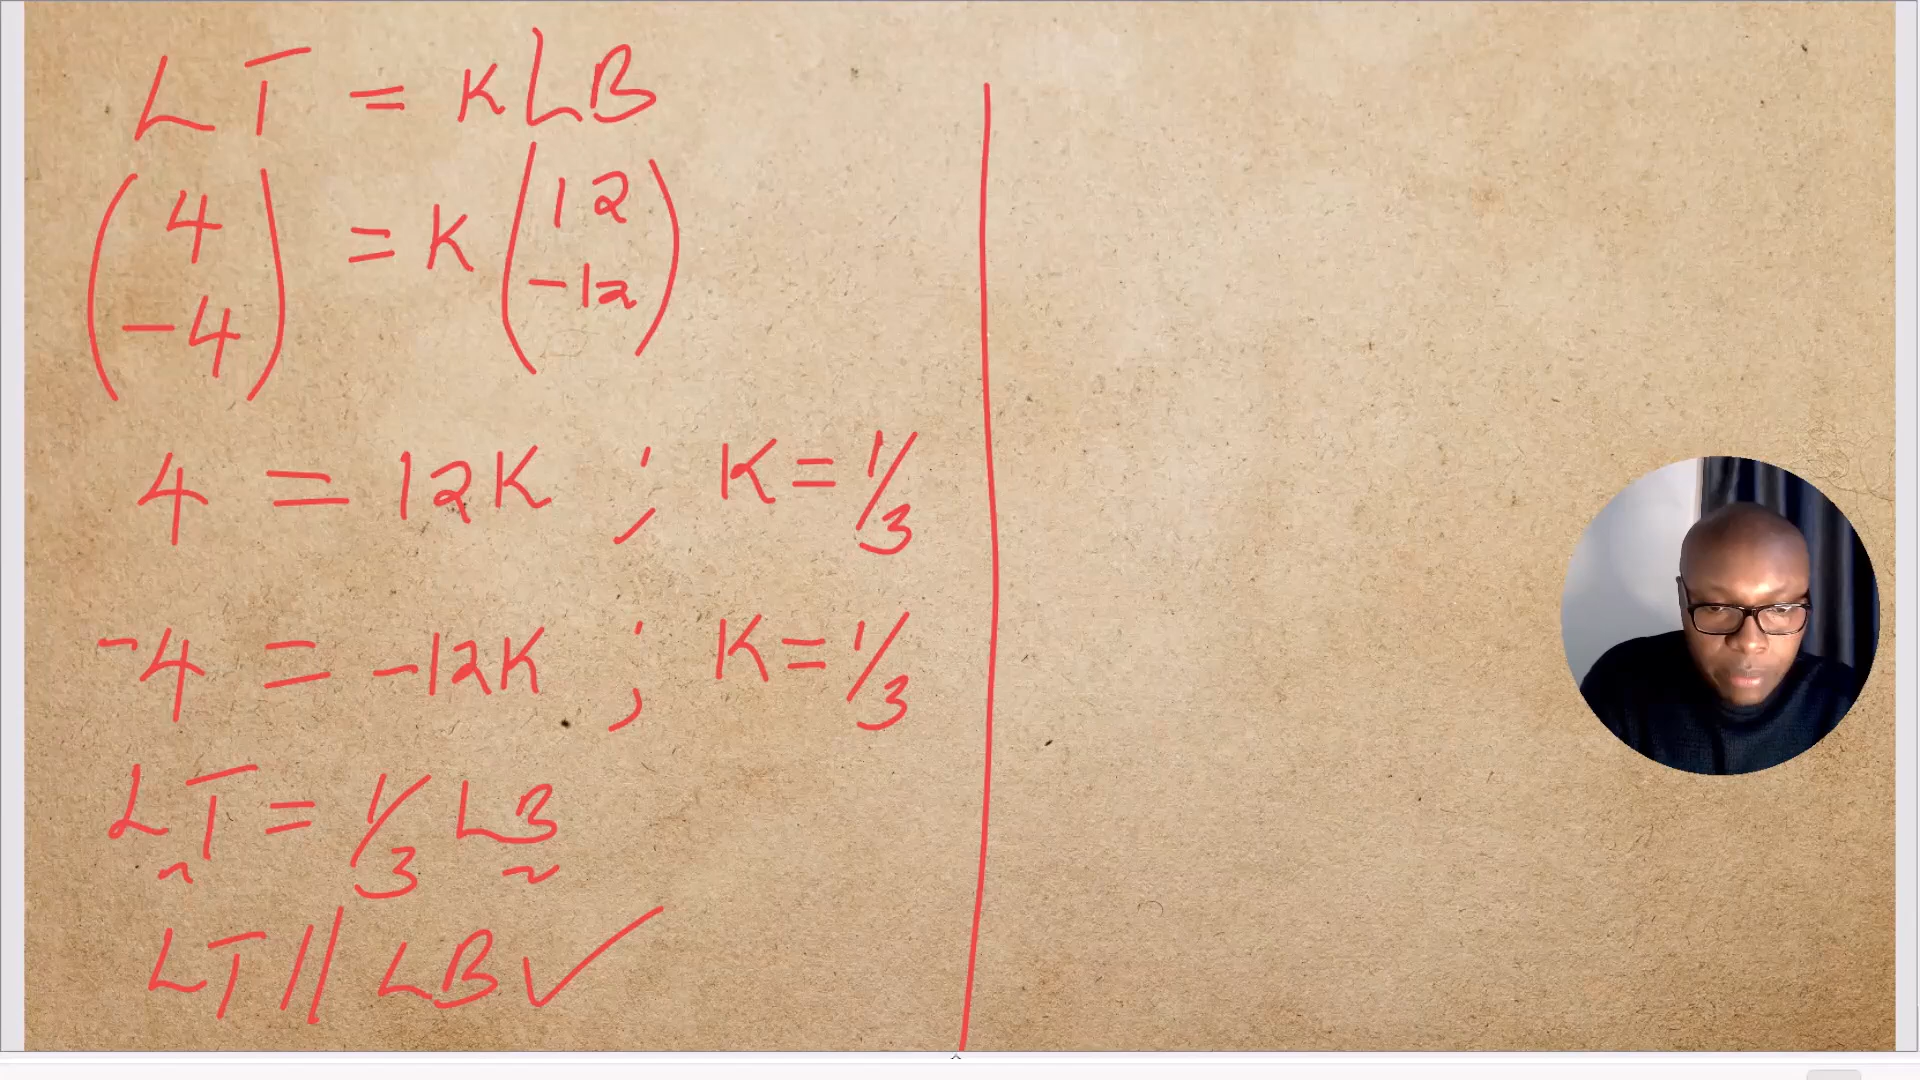 LT = KLB
(4 -4) = K(12 -12)
4 = 12K ; K = 1/3
-4 = -12K ; K = 1/3
LT = 1/3 LB
~ ~
LT // LB ✓